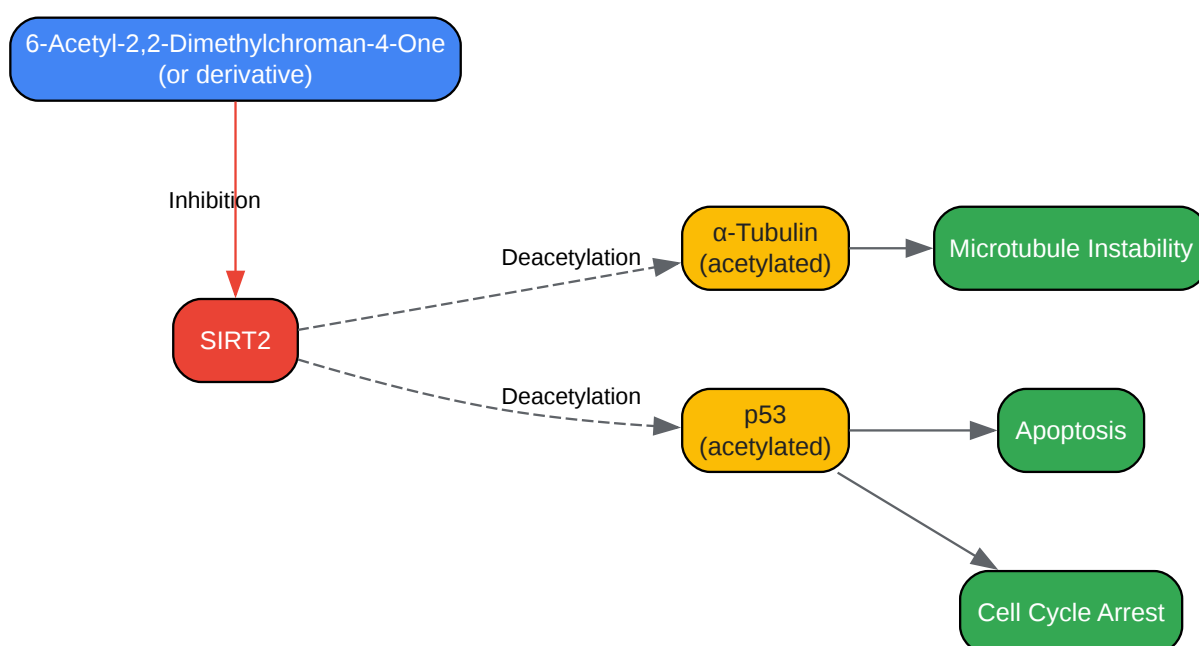 6-Acetyl-2,2-Dimethylchroman-4-One
(or derivative)
Inhibition
SIRT2
Deacetylation
α-Tubulin
(acetylated)
Microtubule Instability
Deacetylation
p53
(acetylated)
Apoptosis
Cell Cycle Arrest